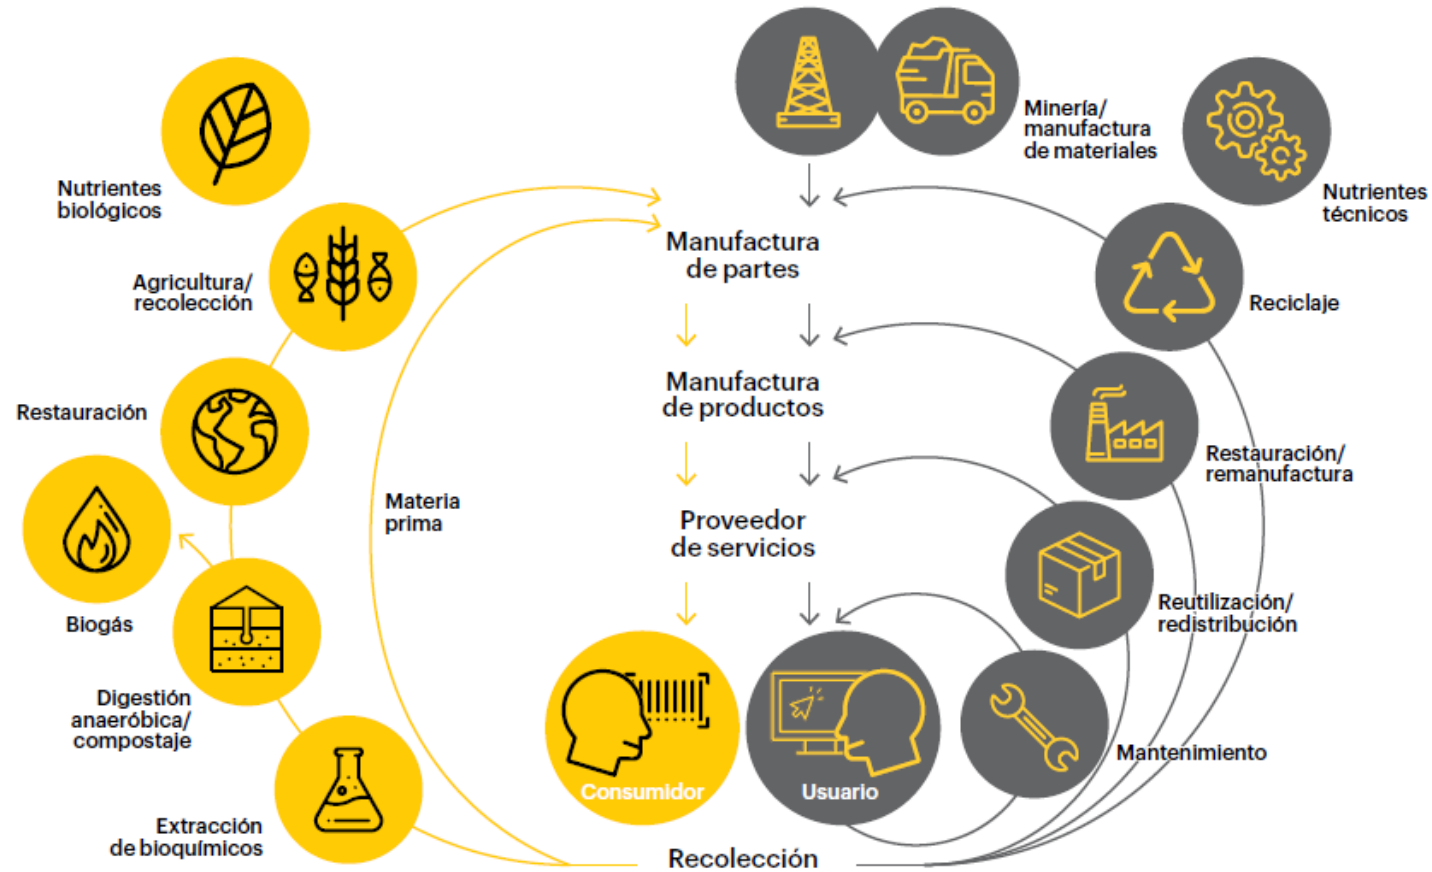 Minería/
manufactura
de materiales
Nutrientes
técnicos
Nutrientes
biológicos
Manufactura
de partes
Agricultura/
recolección
Reciclaje
Manufactura
de productos
Restauración
Restauración/
remanufactura
Materia
prima
Proveedor
de servicios
Biogás
Reutilización/
redistribución
Digestión
anaeróbica/
compostaje
Mantenimiento
Consumidor
Usuario
Extracción
de bioquímicos
Recolección